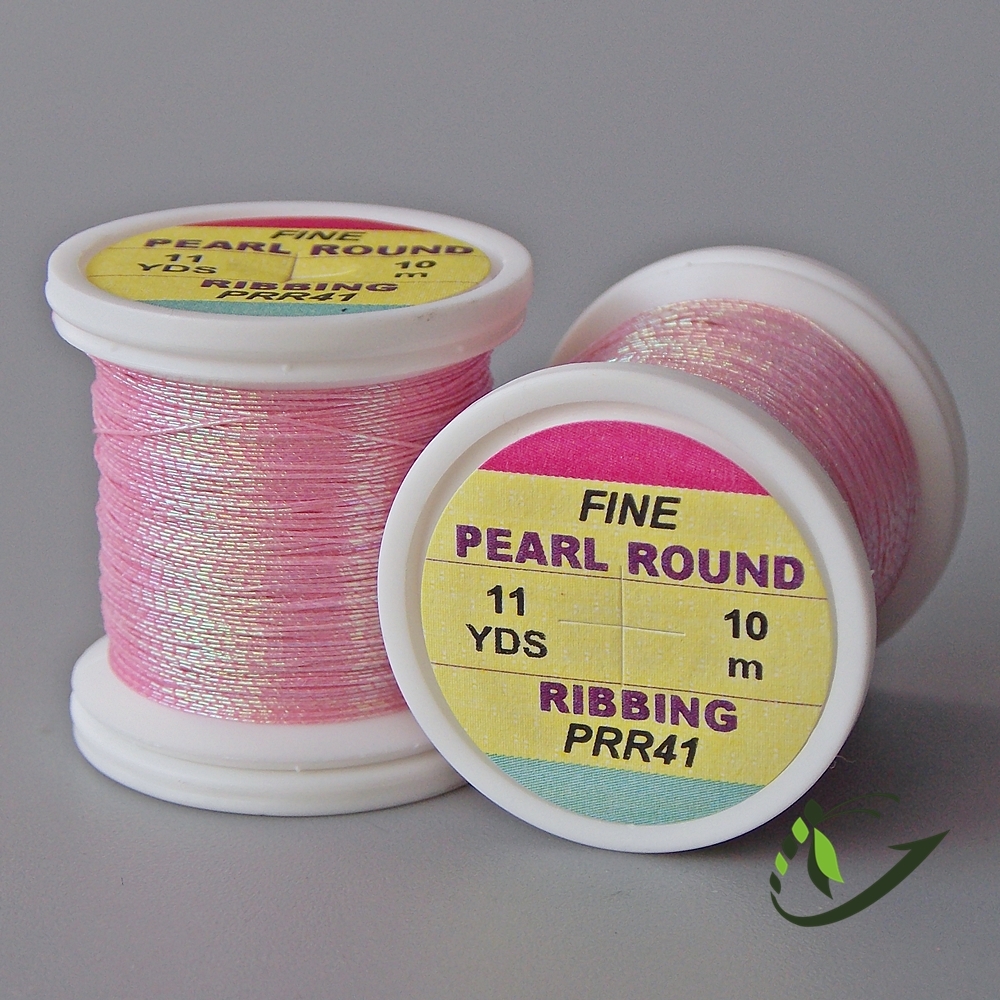 FINE
PEARL ROUND
11 10
YDS m
RIBBING
PRR41
FINE
PEARL ROUND
11 10
YDS m
RIBBING
PRR41